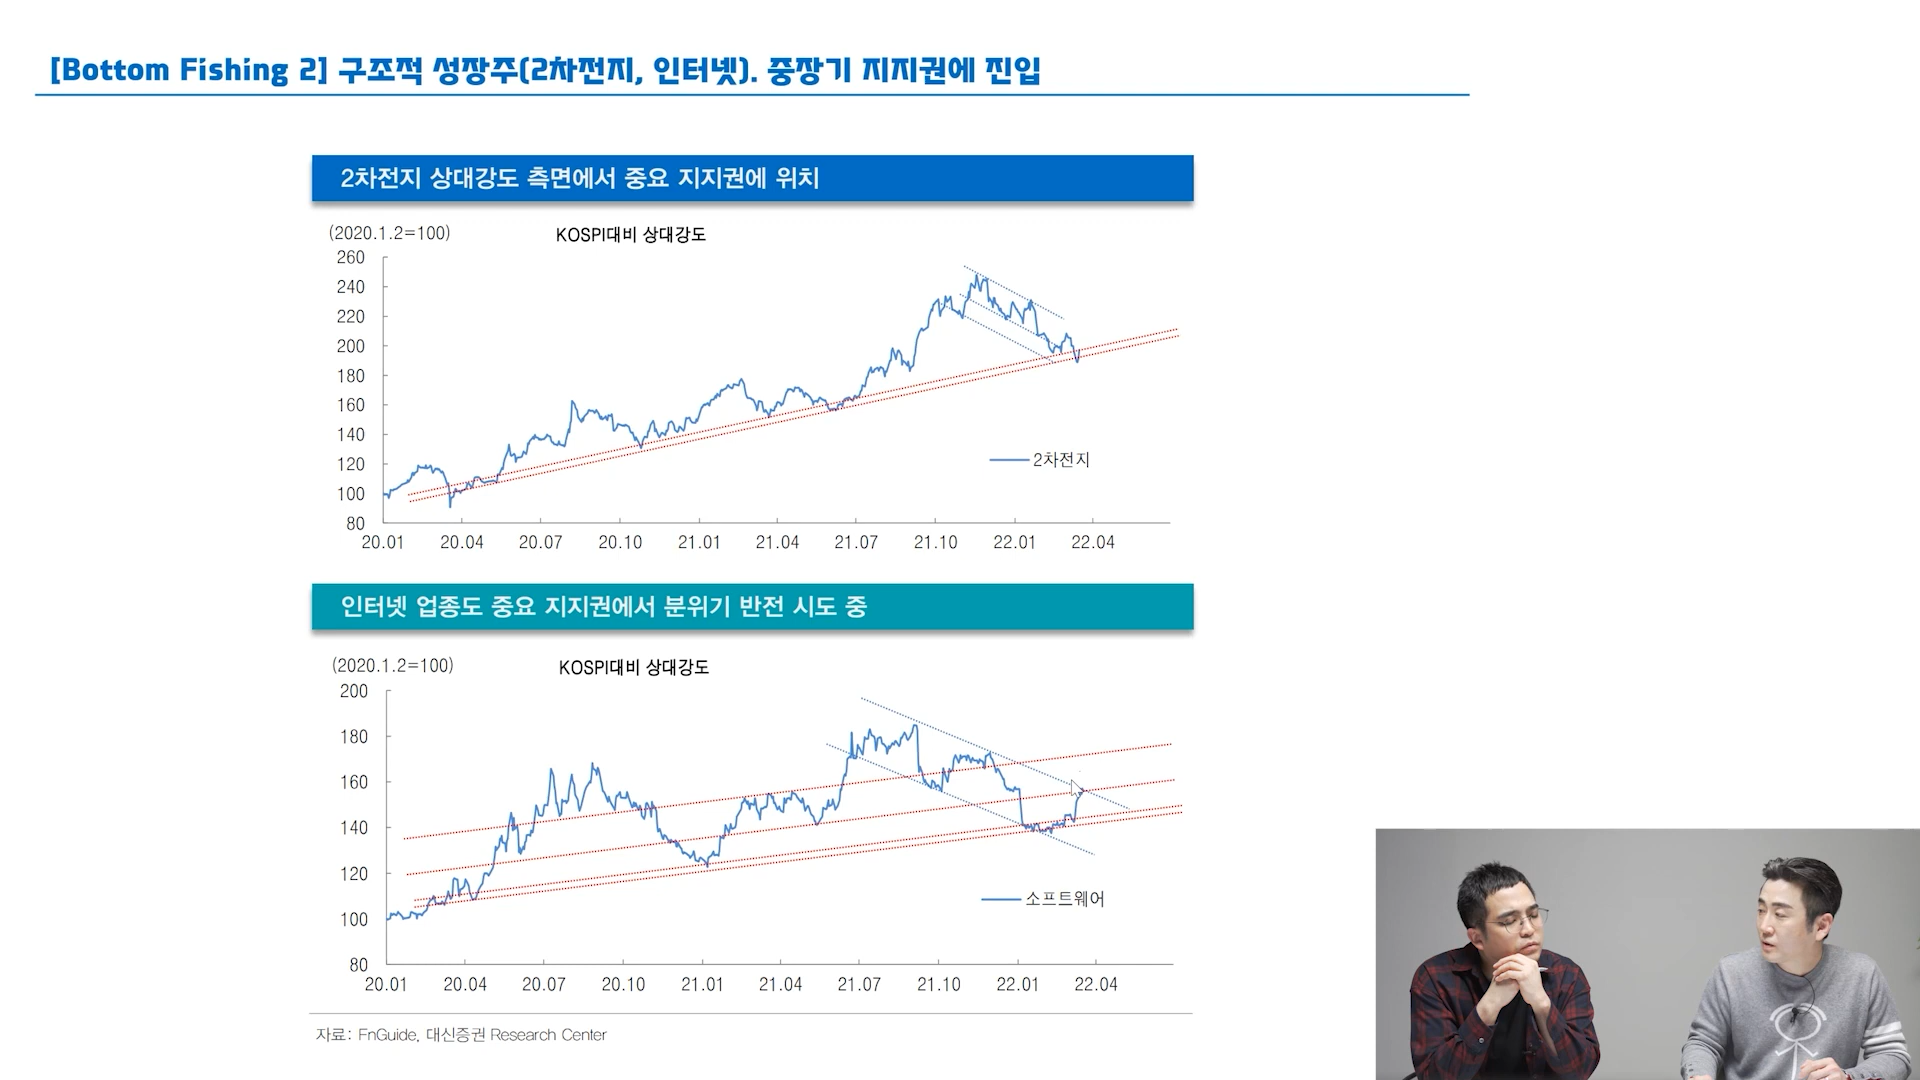 [Bottom Fishing 2] 구조적 성장주(2차전지, 인터넷). 중장기 지지권에 진입
2차전지 상대강도 측면에서 중요 지지권에 위치
(2020.1.2=100)
KOSPI대비 상대강도
260
240
220
200
180
160
140
120
100
80
2차전지
20.01 20.04 20.07 20.10 21.01 21.04 21.07 21.10 22.01 22.04
인터넷 업종도 중요 지지권에서 분위기 반전 시도 중
(2020.1.2=100)
KOSPI대비 상대강도
200
180
160
140
120
100
80
소프트웨어
20.01 20.04 20.07 20.10 21.01 21.04 21.07 21.10 22.01 22.04
자료: FnGuide, 대신증권 Research Center